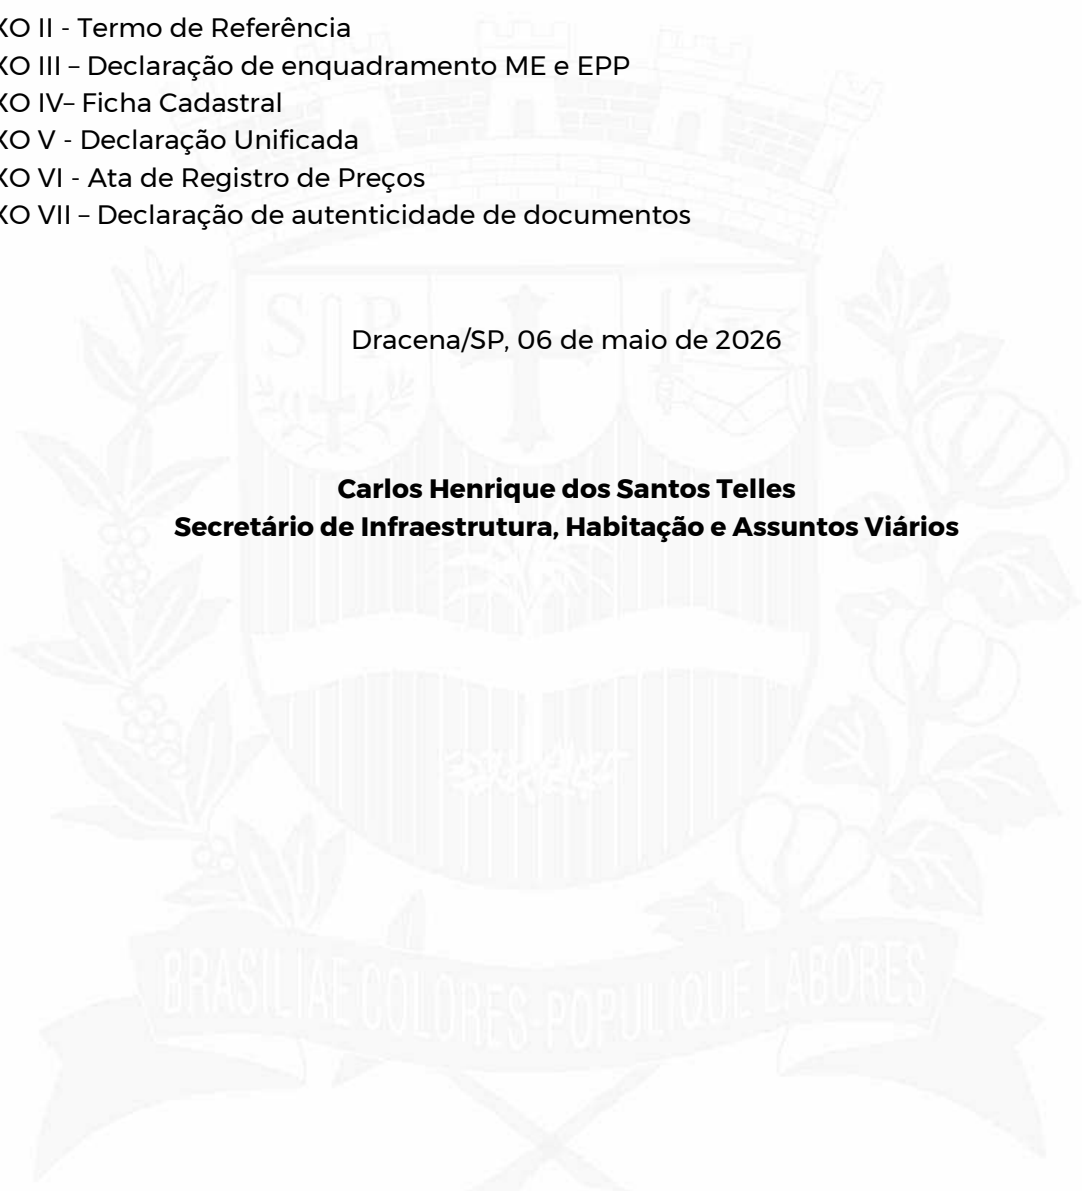 XO II - Termo de Referência
XO III – Declaração de enquadramento ME e EPP
XO IV– Ficha Cadastral
XO V - Declaração Unificada
XO VI - Ata de Registro de Preços
XO VII – Declaração de autenticidade de documentos
S P
Dracena/SP, 06 de maio de 2026
Carlos Henrique dos Santos Telles
Secretário de Infraestrutura, Habitação e Assuntos Viários
BRASILIAE COLORES POPULIQUE LABORES